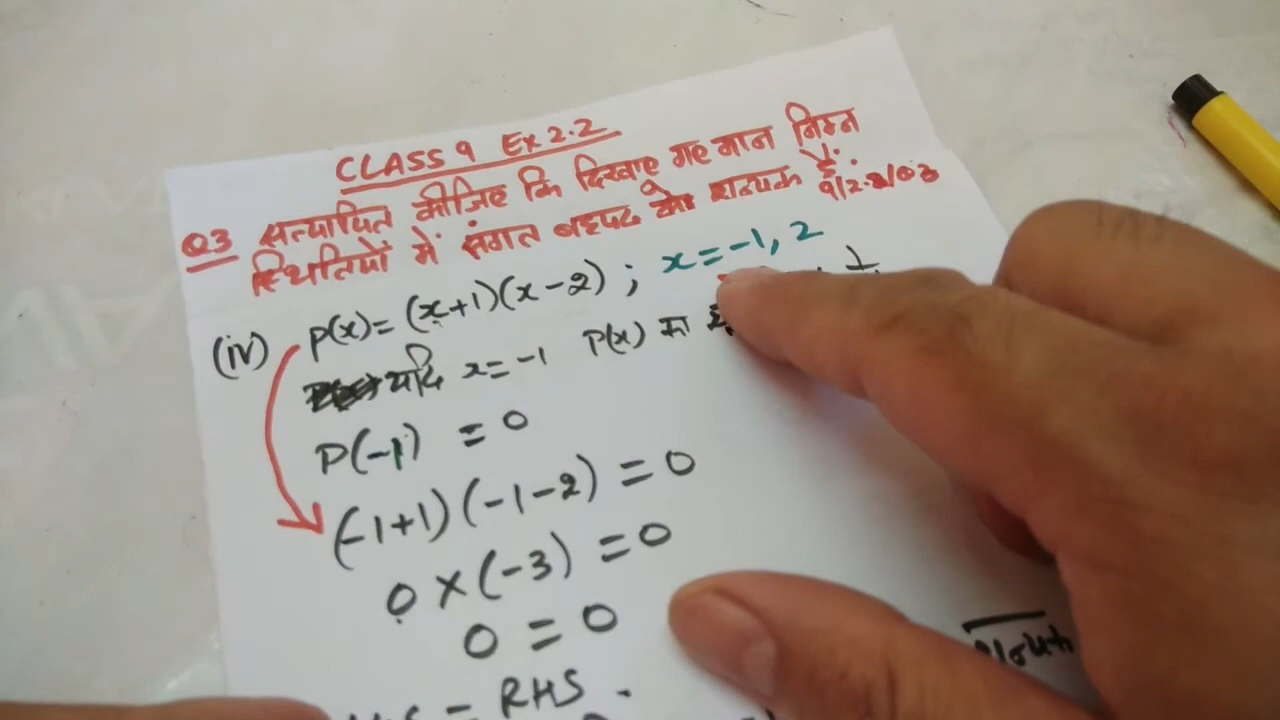 CLASS 9 Ex 2.2
Q3 सत्यापित कीजिए कि दिखाए गए मान निम्न
स्थितियों में संगत बहुपद के शून्यक हैं.
(iv) P(x) = (x+1)(x-2) ; x = -1, 2
यदि x = -1 P(x) का
P(-1) = 0
(-1+1)(-1-2) = 0
0 × (-3) = 0
0 = 0
= RHS .